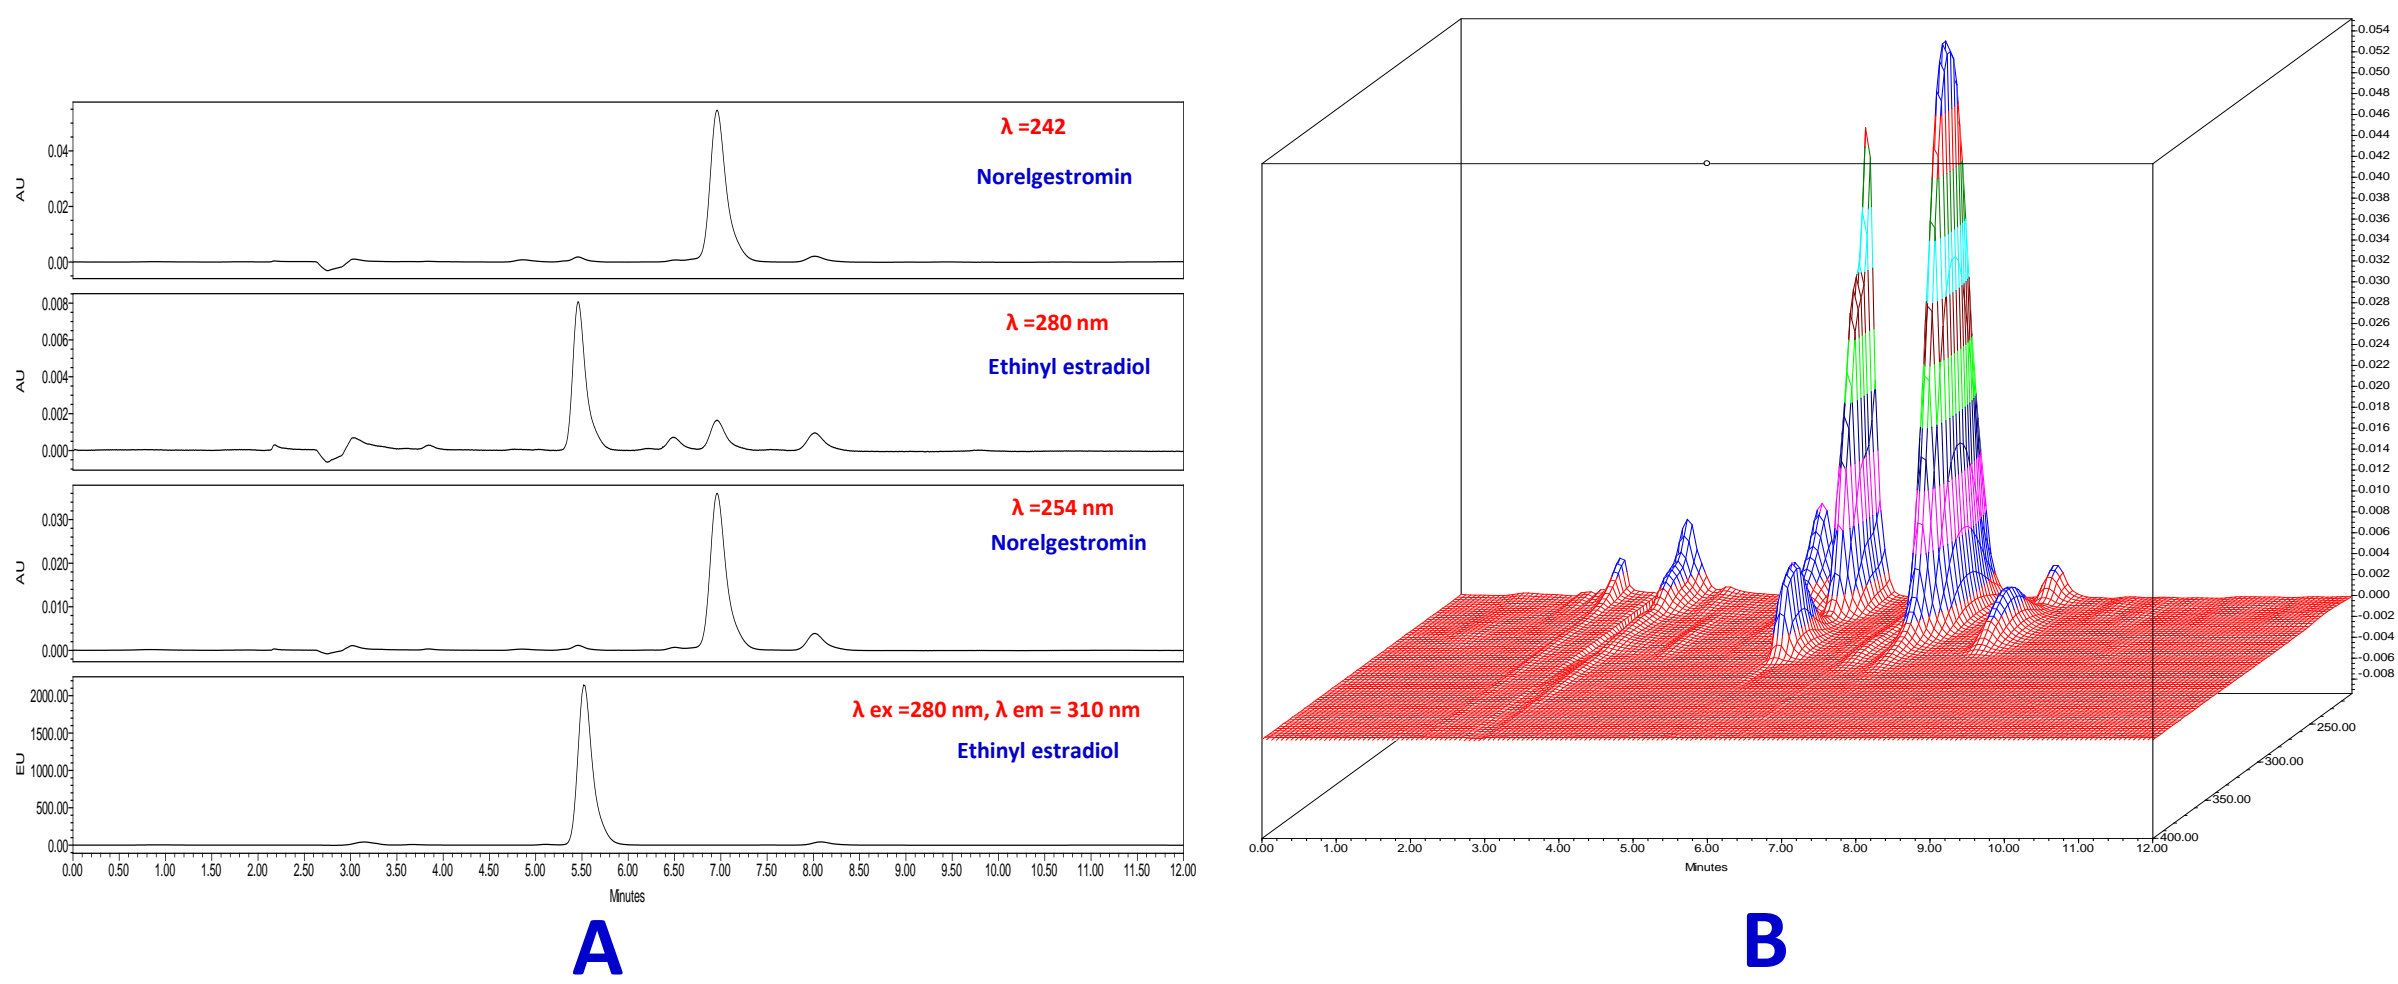 λ =242
Norelgestromin
0.04
0.02
0.00
AU
λ =280 nm
Ethinyl estradiol
0.008
0.006
0.004
0.002
0.000
AU
λ =254 nm
Norelgestromin
0.030
0.020
0.010
0.000
AU
λ ex =280 nm, λ em = 310 nm
Ethinyl estradiol
2000.00
1500.00
1000.00
500.00
0.00
EU
0.00 0.50 1.00 1.50 2.00 2.50 3.00 3.50 4.00 4.50 5.00 5.50 6.00 6.50 7.00 7.50 8.00 8.50 9.00 9.50 10.00 10.50 11.00 11.50 12.00
Minutes
A
0.054
0.052
0.050
0.048
0.046
0.044
0.042
0.040
0.038
0.036
0.034
0.032
0.030
0.028
0.026
0.024
0.022
0.020
0.018
0.016
0.014
0.012
0.010
0.008
0.006
0.004
0.002
0.000
-0.002
-0.004
-0.006
-0.008
250.00
300.00
350.00
400.00
0.00 1.00 2.00 3.00 4.00 5.00 6.00 7.00 8.00 9.00 10.00 11.00 12.00
Minutes
B